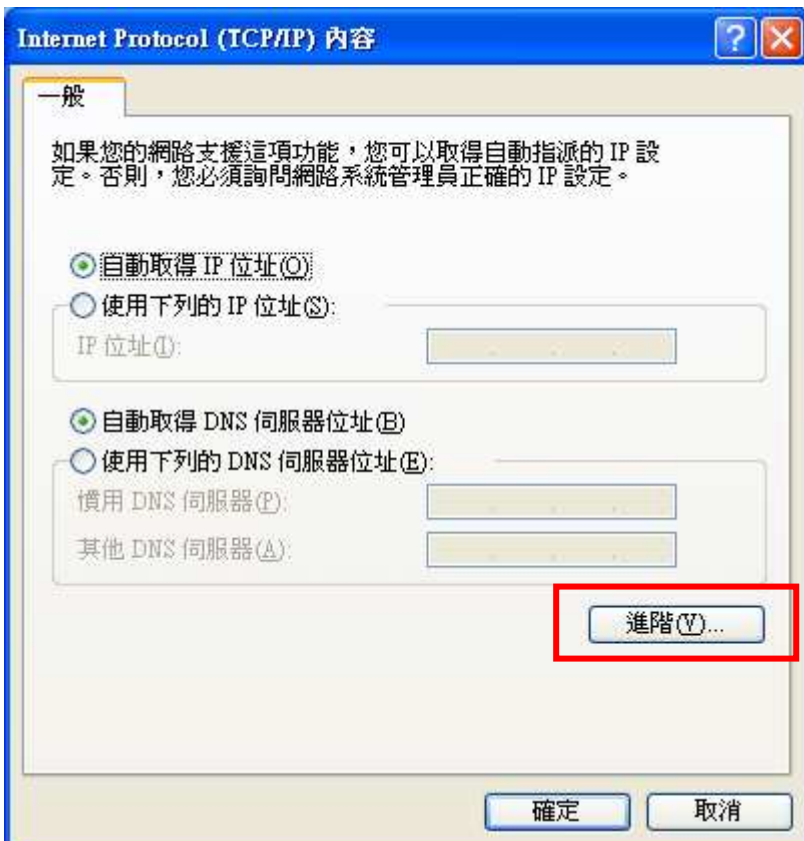 Internet Protocol (TCP/IP) 內容
一般
如果您的網路支援這項功能，您可以取得自動指派的 IP 設
定。否則，您必須詢問網路系統管理員正確的 IP 設定。
自動取得 IP 位址(O)
使用下列的 IP 位址(S):
IP 位址(I):
自動取得 DNS 伺服器位址(B)
使用下列的 DNS 伺服器位址(E):
慣用 DNS 伺服器(P):
其他 DNS 伺服器(A):
進階(V)...
確定
取消